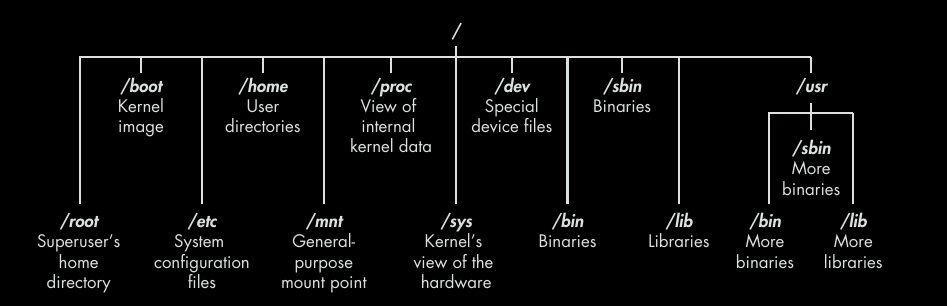 /
/boot
Kernel
image
/home
User
directories
/proc
View of
internal
kernel data
/dev
Special
device files
/sbin
Binaries
/usr
/sbin
More
binaries
/root
Superuser's
home
directory
/etc
System
configuration
files
/mnt
General-
purpose
mount point
/sys
Kernel's
view of the
hardware
/bin
Binaries
/lib
Libraries
/bin
More
binaries
/lib
More
libraries